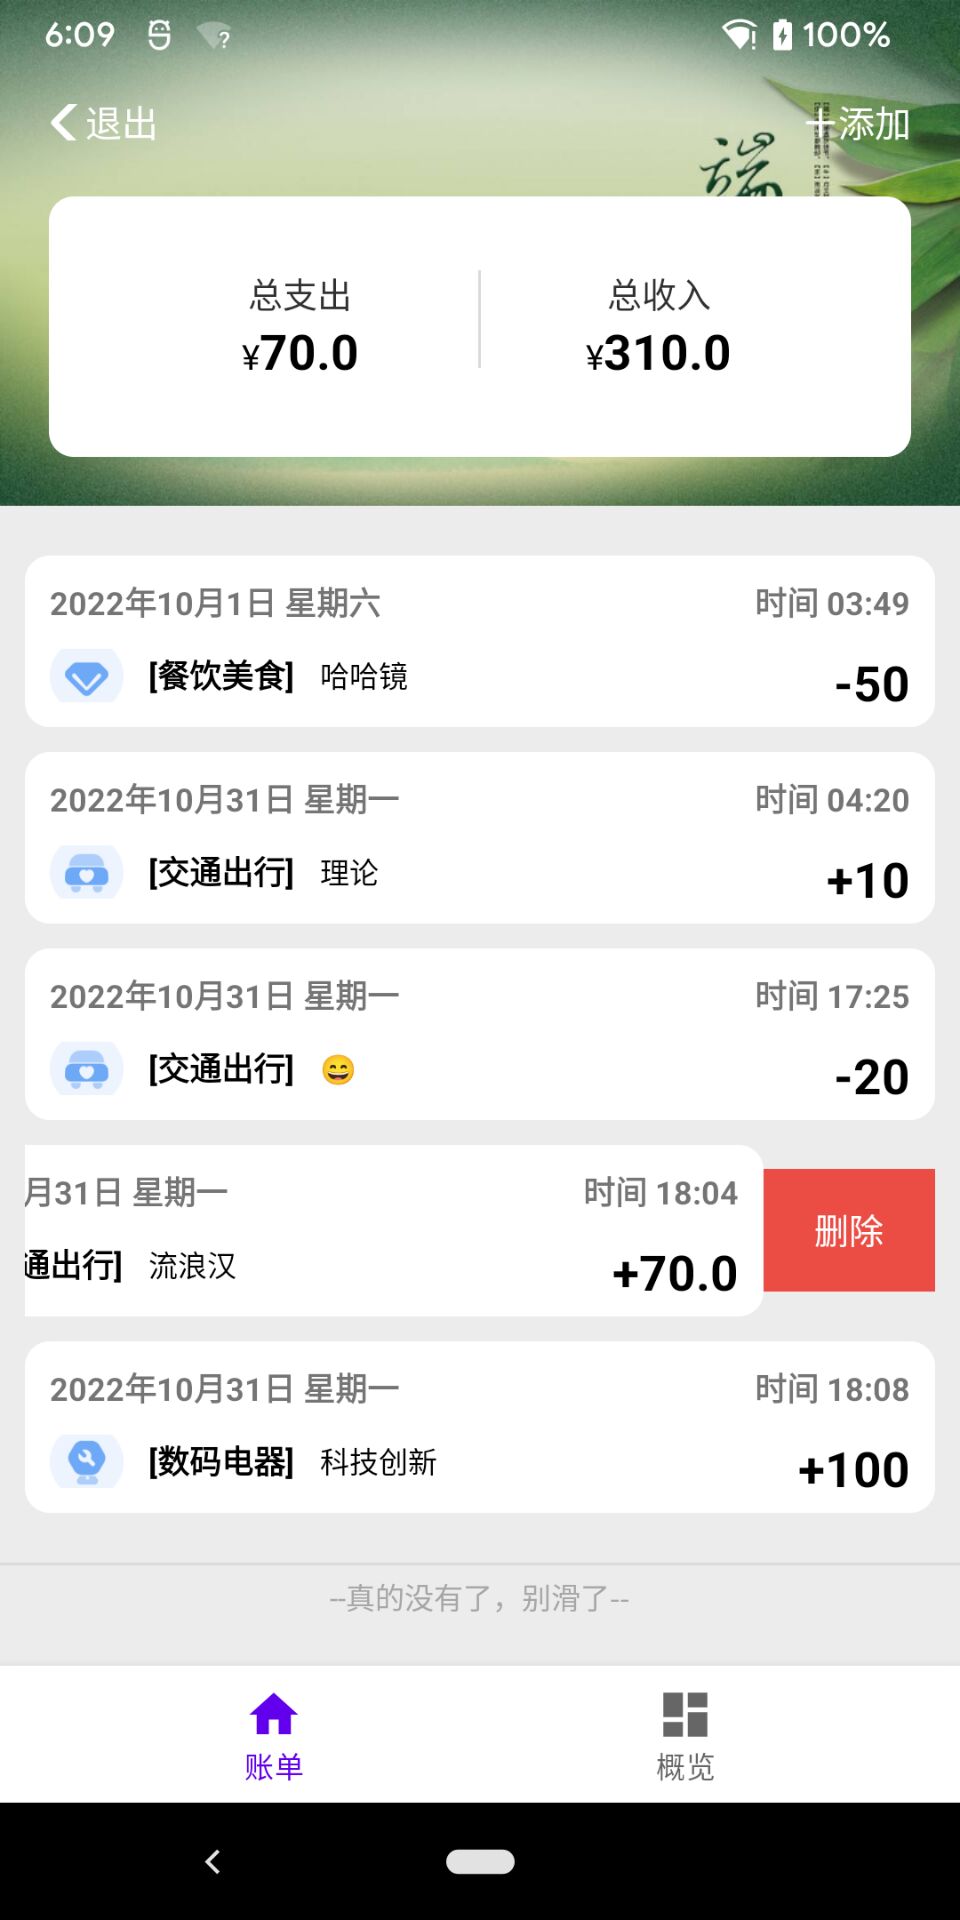 6:09
100%
退出
+添加
端
总支出
总收入
¥70.0
¥310.0
2022年10月1日 星期六
时间 03:49
[餐饮美食] 哈哈镜
-50
2022年10月31日 星期一
时间 04:20
[交通出行] 理论
+10
2022年10月31日 星期一
时间 17:25
[交通出行] 😄
-20
月31日 星期一
时间 18:04
删除
通出行] 流浪汉
+70.0
2022年10月31日 星期一
时间 18:08
[数码电器] 科技创新
+100
--真的没有了，别滑了--
账单
概览